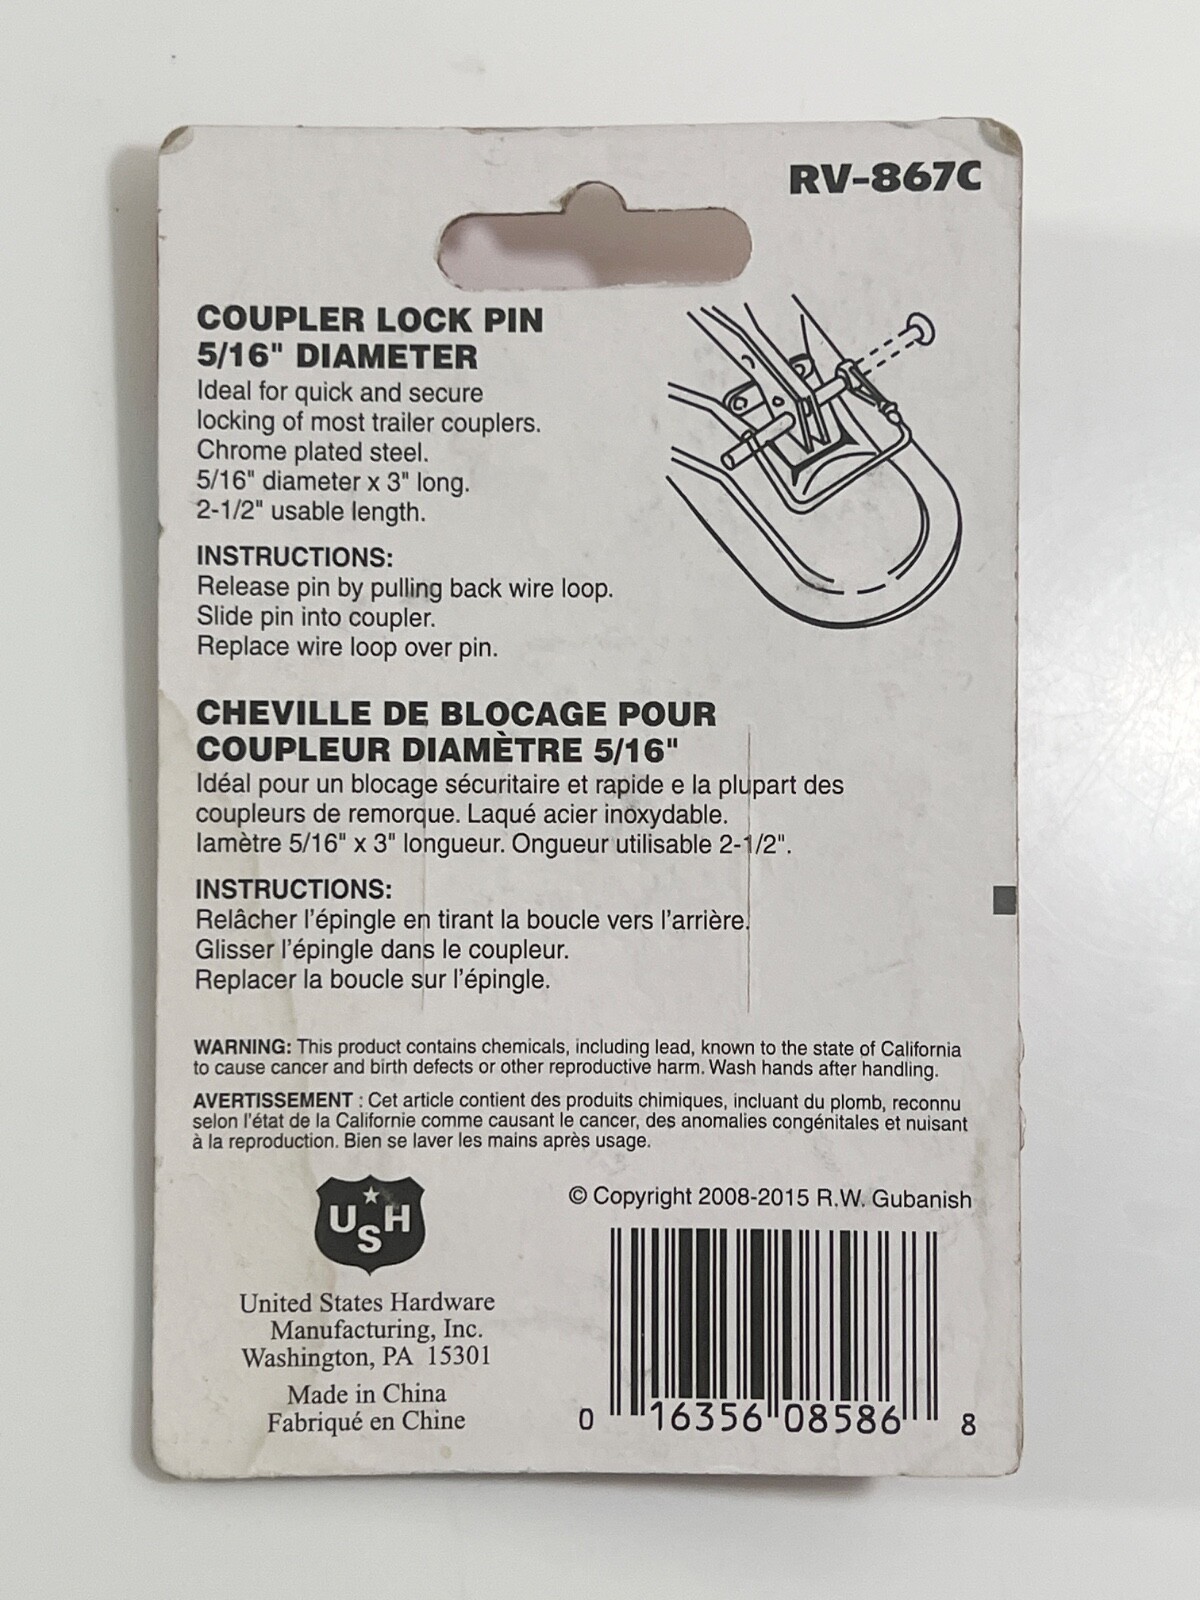 RV-867C
COUPLER LOCK PIN
5/16" DIAMETER
Ideal for quick and secure
locking of most trailer couplers.
Chrome plated steel.
5/16" diameter x 3" long.
2-1/2" usable length.
INSTRUCTIONS:
Release pin by pulling back wire loop.
Slide pin into coupler.
Replace wire loop over pin.
CHEVILLE DE BLOCAGE POUR
COUPLEUR DIAMÈTRE 5/16"
Idéal pour un blocage sécuritaire et rapide e la plupart des
coupleurs de remorque. Laqué acier inoxydable.
Iamètre 5/16" x 3" longueur. Ongueur utilisable 2-1/2".
INSTRUCTIONS:
Relâcher l'épingle en tirant la boucle vers l'arrière.
Glisser l'épingle dans le coupleur.
Replacer la boucle sur l'épingle.
WARNING: This product contains chemicals, including lead, known to the state of California
to cause cancer and birth defects or other reproductive harm. Wash hands after handling.
AVERTISSEMENT : Cet article contient des produits chimiques, incluant du plomb, reconnu
selon l'état de la Californie comme causant le cancer, des anomalies congénitales et nuisant
à la reproduction. Bien se laver les mains après usage.
USH
United States Hardware
Manufacturing, Inc.
Washington, PA 15301
Made in China
Fabriqué en Chine
© Copyright 2008-2015 R.W. Gubanish
0 16356 08586 8